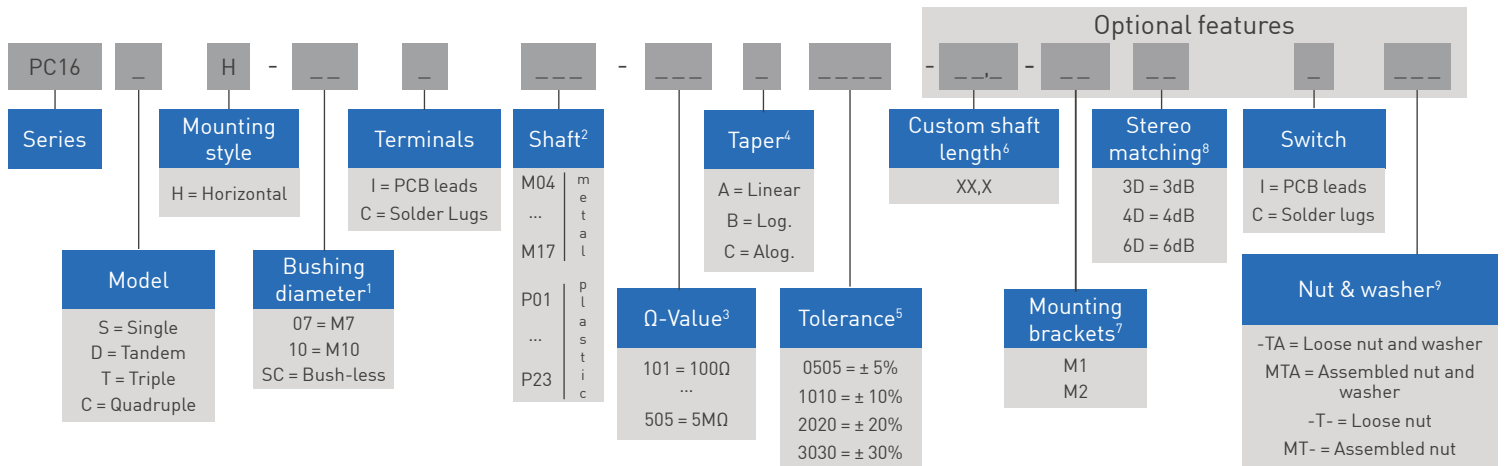 Optional features
PC16 _ H - _ _ _ _ _ _ - _ _ _ _ _ _ _ _ - _ _,_ - _ _ _ _ _ _ _ _
Series
Mounting
style
H = Horizontal
Terminals
I = PCB leads
C = Solder Lugs
Shaft²
M04
...
M17
metal
P01
...
P23
plastic
Taper⁴
A = Linear
B = Log.
C = Alog.
Custom shaft
length⁶
XX,X
Stereo
matching⁸
3D = 3dB
4D = 4dB
6D = 6dB
Switch
I = PCB leads
C = Solder lugs
Model
S = Single
D = Tandem
T = Triple
C = Quadruple
Bushing
diameter¹
07 = M7
10 = M10
SC = Bush-less
Ω-Value³
101 = 100Ω
...
505 = 5MΩ
Tolerance⁵
0505 = ± 5%
1010 = ± 10%
2020 = ± 20%
3030 = ± 30%
Mounting
brackets⁷
M1
M2
Nut & washer⁹
-TA = Loose nut and washer
MTA = Assembled nut and
washer
-T- = Loose nut
MT- = Assembled nut